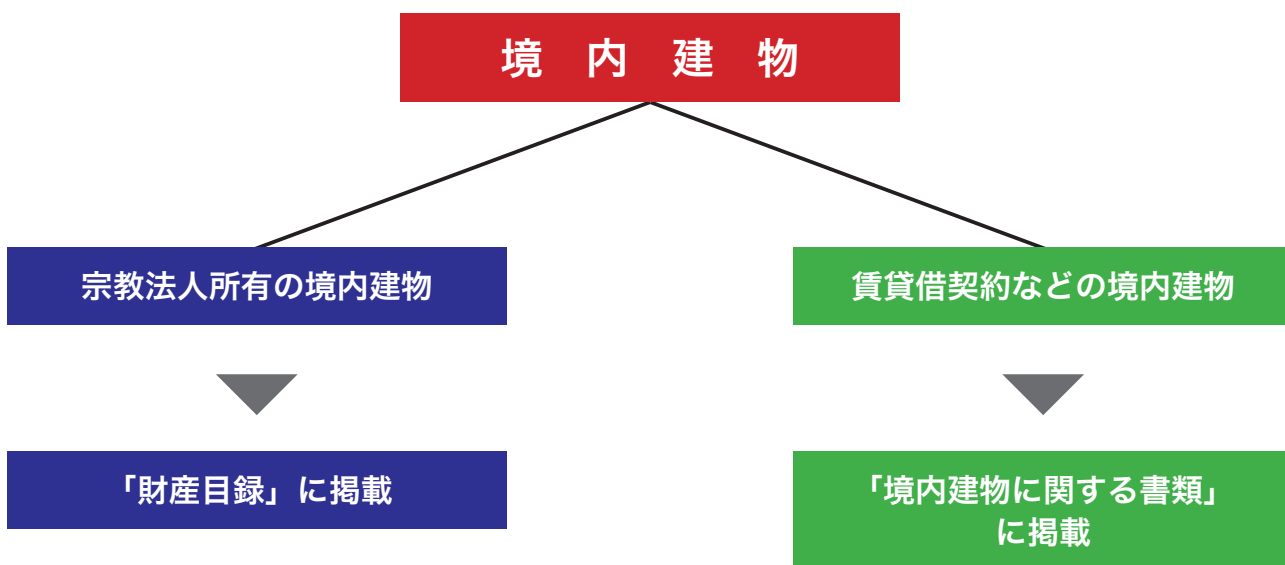 境内建物
宗教法人所有の境内建物
賃貸借契約などの境内建物
「財産目録」に掲載
「境内建物に関する書類」
に掲載